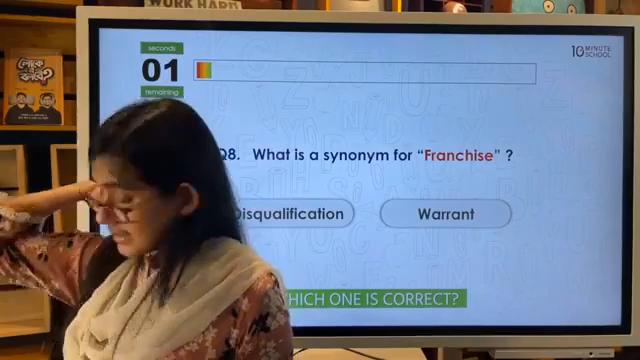 WORK HARD
seconds
01
remaining
10 MINUTE SCHOOL
Q8. What is a synonym for “Franchise” ?
Disqualification
Warrant
WHICH ONE IS CORRECT?